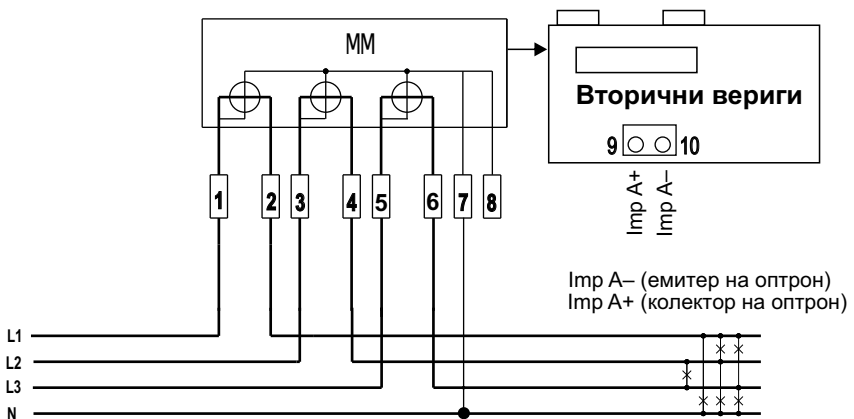 MM
Вторични вериги
9 10
Imp A+
Imp A–
1 2 3 4 5 6 7 8
Imp A– (емитер на оптрон)
Imp A+ (колектор на оптрон)
L1
L2
L3
N